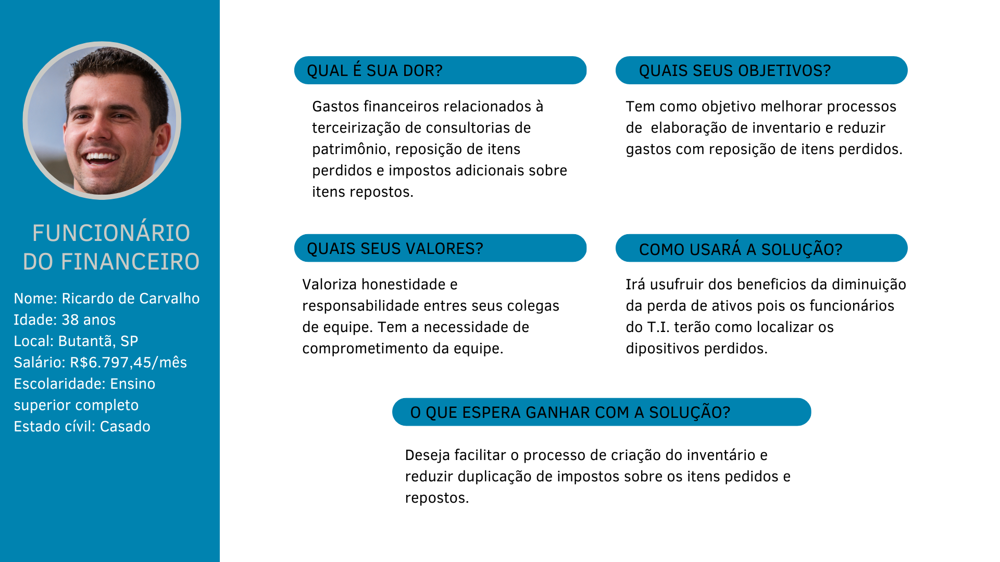 FUNCIONÁRIO
DO FINANCEIRO
Nome: Ricardo de Carvalho
Idade: 38 anos
Local: Butantã, SP
Salário: R$6.797,45/mês
Escolaridade: Ensino
superior completo
Estado cívil: Casado
QUAL É SUA DOR?
Gastos financeiros relacionados à
terceirização de consultorias de
patrimônio, reposição de itens
perdidos e impostos adicionais sobre
itens repostos.
QUAIS SEUS OBJETIVOS?
Tem como objetivo melhorar processos
de  elaboração de inventario e reduzir
gastos com reposição de itens perdidos.
QUAIS SEUS VALORES?
Valoriza honestidade e
responsabilidade entres seus colegas
de equipe. Tem a necessidade de
comprometimento da equipe.
COMO USARÁ A SOLUÇÃO?
Irá usufruir dos beneficios da diminuição
da perda de ativos pois os funcionários
do T.I. terão como localizar os
dipositivos perdidos.
O QUE ESPERA GANHAR COM A SOLUÇÃO?
Deseja facilitar o processo de criação do inventário e
reduzir duplicação de impostos sobre os itens pedidos e
repostos.